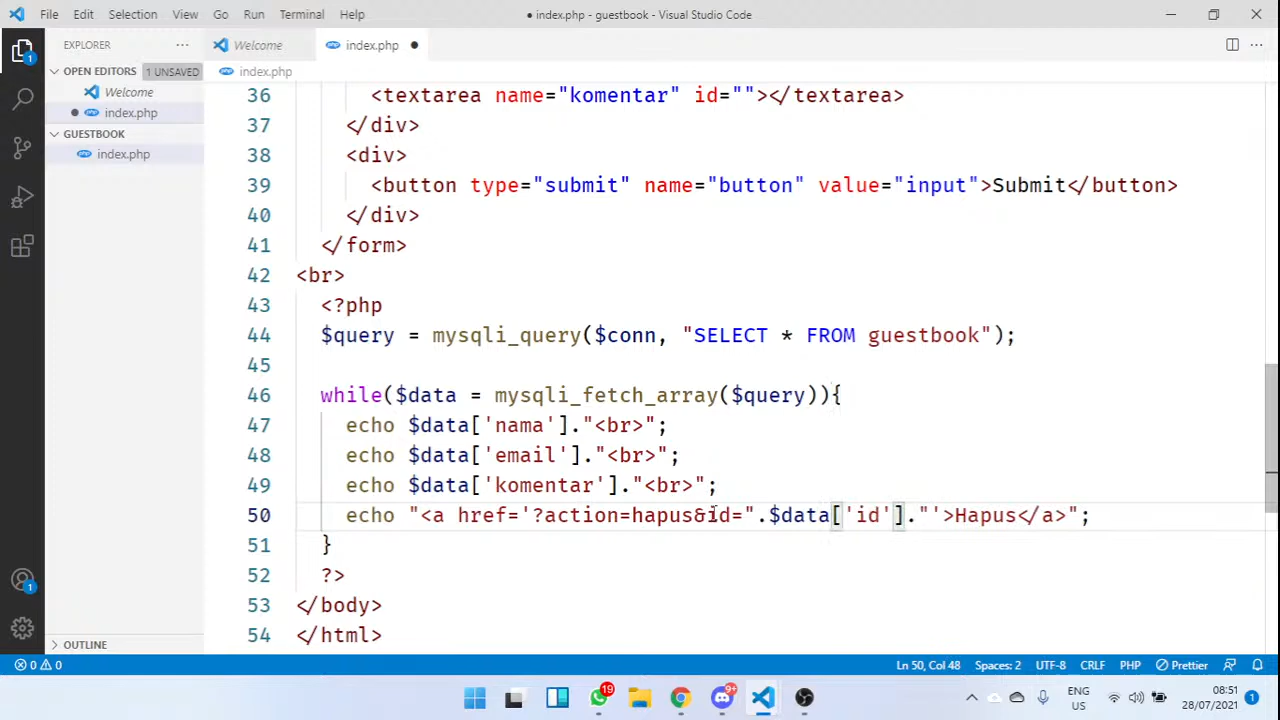 File Edit Selection View Go Run Terminal Help
● index.php - guestbook - Visual Studio Code
EXPLORER
OPEN EDITORS 1 UNSAVED
Welcome
index.php
GUESTBOOK
index.php
OUTLINE
Welcome
index.php
index.php
36 <textarea name="komentar" id=""></textarea>
37 </div>
38 <div>
39 <button type="submit" name="button" value="input">Submit</button>
40 </div>
41 </form>
42 <br>
43 <?php
44 $query = mysqli_query($conn, "SELECT * FROM guestbook");
45
46 while($data = mysqli_fetch_array($query)){
47 echo $data['nama']."<br>";
48 echo $data['email']."<br>";
49 echo $data['komentar']."<br>";
50 echo "<a href='?action=hapus&id=".$data['id']."'>Hapus</a>";
51 }
52 ?>
53 </body>
54 </html>
1
1
0 0
Ln 50, Col 48 Spaces: 2 UTF-8 CRLF PHP Prettier
19
9+
ENG
US
08:51
28/07/2021
1